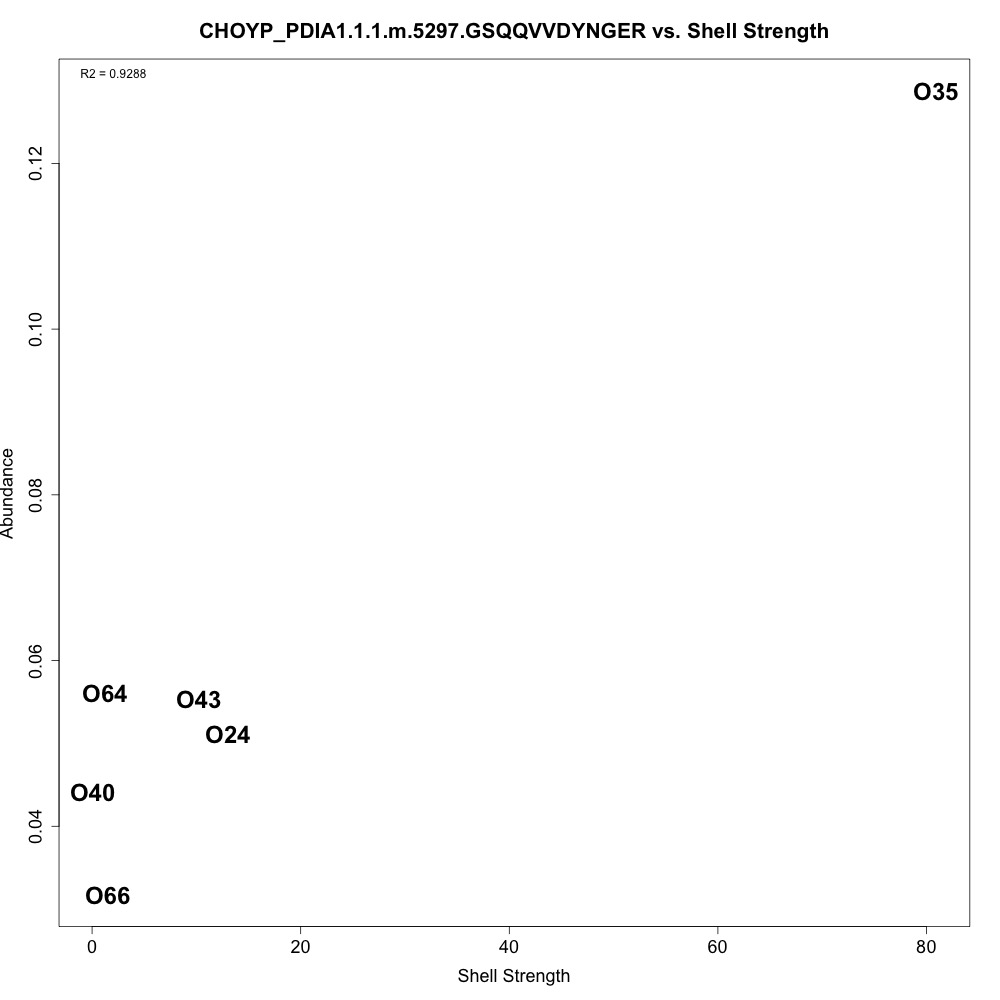 CHOYP_PDIA1.1.1.m.5297.GSQQVVDYNGER vs. Shell Strength
R2 = 0.9288
O35
0.12
0.10
Abundance
0.08
0.06
O64
O43
O24
O40
0.04
O66
0 20 40 60 80
Shell Strength